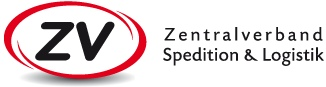 ZV
Zentralverband
Spedition & Logistik